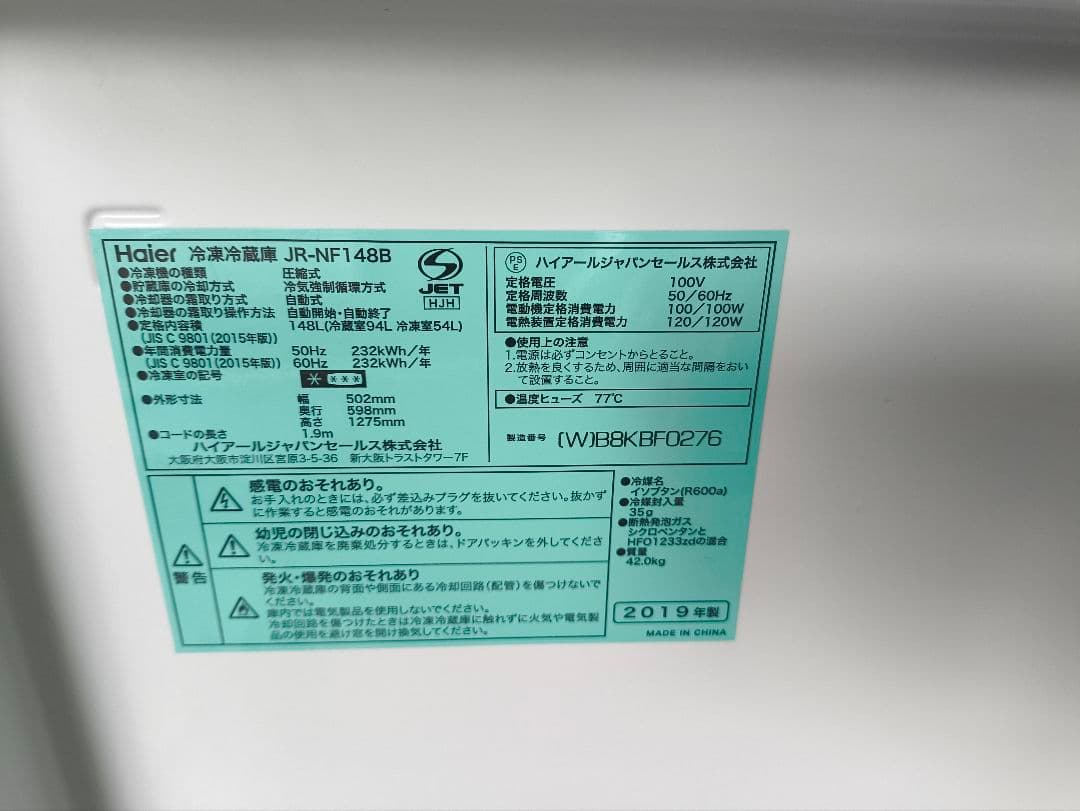 Haier 冷凍冷蔵庫 JR-NF148B
●冷凍機の種類 圧縮式
●貯蔵庫の冷却方式 冷気強制循環方式
●冷却器の霜取り方式 自動式
●冷却器の霜取り操作方法 自動開始・自動終了
●定格内容積 148L(冷蔵室94L 冷凍室54L)
(JIS C 9801(2015年版))
●年間消費電力量 50Hz 232kWh/年
(JIS C 9801(2015年版)) 60Hz 232kWh/年
●冷凍室の記号 ＊＊＊＊
●外形寸法 幅 502mm
奥行 598mm
高さ 1275mm
●コードの長さ 1.9m
ハイアールジャパンセールス株式会社
大阪府大阪市淀川区宮原3-5-36 新大阪トラストタワー7F
S
JET
HJH
PS
E
ハイアールジャパンセールス株式会社
定格電圧 100V
定格周波数 50/60Hz
電動機定格消費電力 100/100W
電熱装置定格消費電力 120/120W
●使用上の注意
1.電源は必ずコンセントからとること。
2.放熱を良くするため、周囲に適当な間隔をおい
て設置すること。
●温度ヒューズ 77℃
製造番号 (W)B8KBF0276
警告
感電のおそれあり。
お手入れのときには、必ず差込みプラグを抜いてください。抜かず
に作業すると感電のおそれがあります。
幼児の閉じ込みのおそれあり。
冷凍冷蔵庫を廃棄処分するときは、ドアパッキンを外してくださ
い。
発火・爆発のおそれあり
冷凍冷蔵庫の背面や側面にある冷却回路(配管)を傷つけないで
ください。
庫内では電気製品を使用しないでください。
冷却回路を傷つけたときは冷凍冷蔵庫に触れずに火気や電気製
品の使用を避け窓を開け換気してください。
●冷媒名
イソブタン(R600a)
●冷媒封入量
35g
●断熱発泡ガス
シクロペンタンと
HFO1233zdの混合
●質量
42.0kg
2019年製
MADE IN CHINA